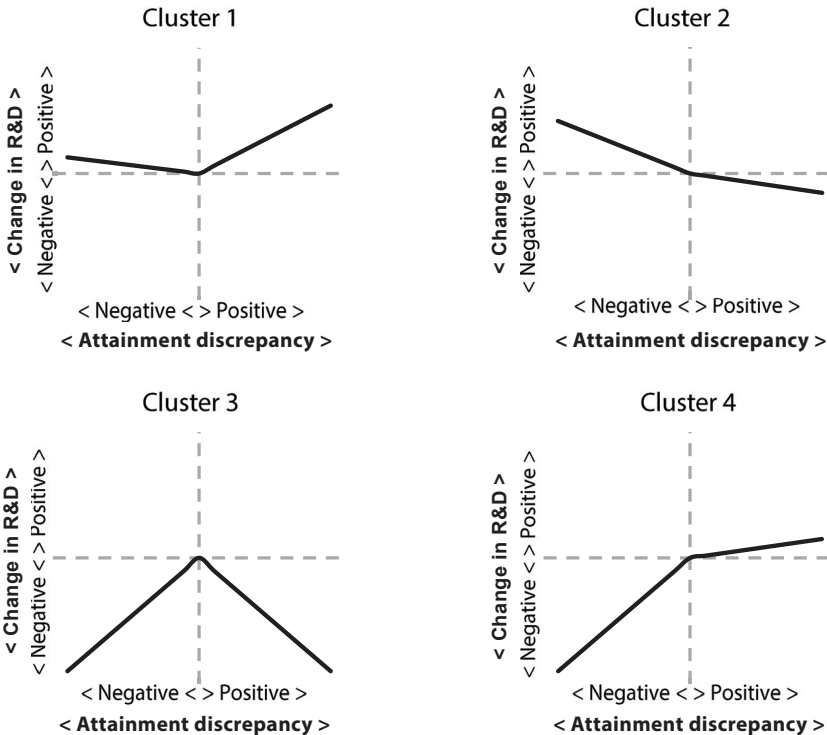 Cluster 1
< Change in R&D >
< Negative < > Positive >
< Negative < > Positive >
< Attainment discrepancy >
Cluster 2
< Change in R&D >
< Negative < > Positive >
< Negative < > Positive >
< Attainment discrepancy >
Cluster 3
< Change in R&D >
< Negative < > Positive >
< Negative < > Positive >
< Attainment discrepancy >
Cluster 4
< Change in R&D >
< Negative < > Positive >
< Negative < > Positive >
< Attainment discrepancy >